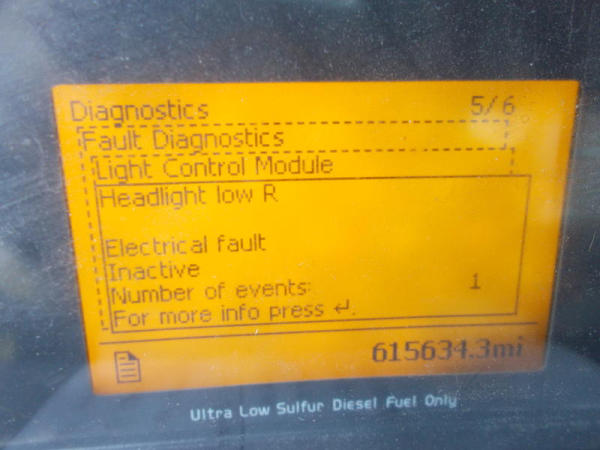 Diagnostics 5/6
Fault Diagnostics
Light Control Module
Headlight low R
Electrical fault
Inactive
Number of events: 1
For more info press ↵.
615634.3mi
Ultra Low Sulfur Diesel Fuel Only